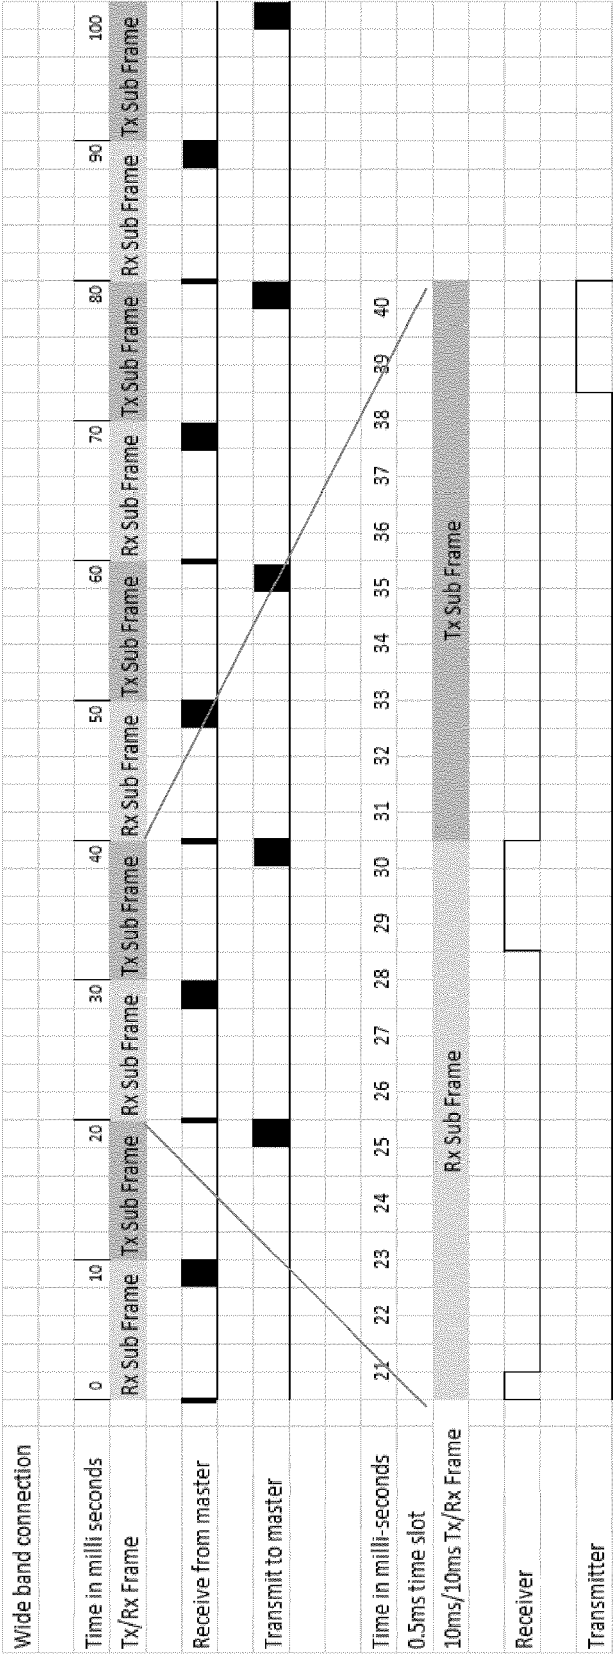 Wide band connection
Time in milli seconds 0 10 20 30 40 50 60 70 80 90 100
Tx/Rx Frame Rx Sub Frame Tx Sub Frame Rx Sub Frame Tx Sub Frame Rx Sub Frame Tx Sub Frame Rx Sub Frame Tx Sub Frame Rx Sub Frame Tx Sub Frame
Receive from master
Transmit to master
Time in milli-seconds 21 22 23 24 25 26 27 28 29 30 31 32 33 34 35 36 37 38 39 40
0.5ms time slot
10ms/10ms Tx/Rx Frame Rx Sub Frame Tx Sub Frame
Receiver
Transmitter